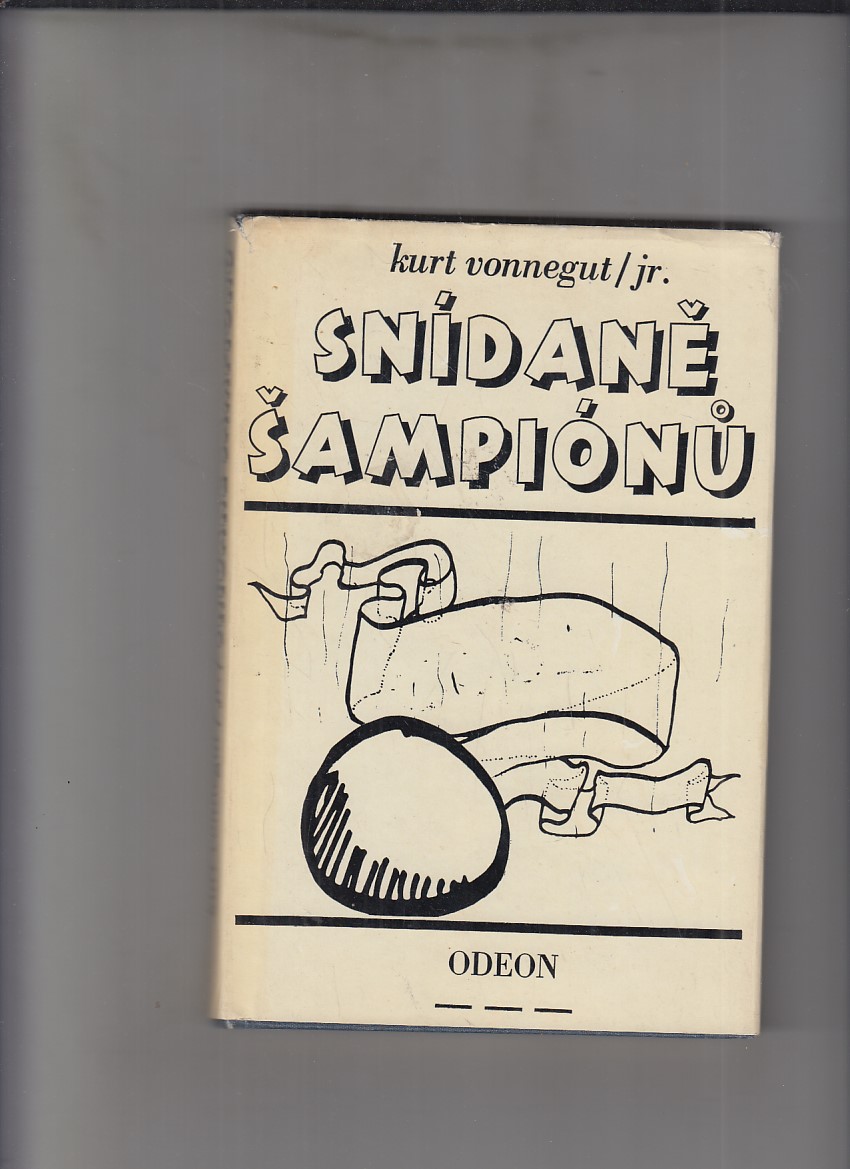 kurt vonnegut/jr.
SNÍDANĚ
ŠAMPIÓNŮ
ODEON